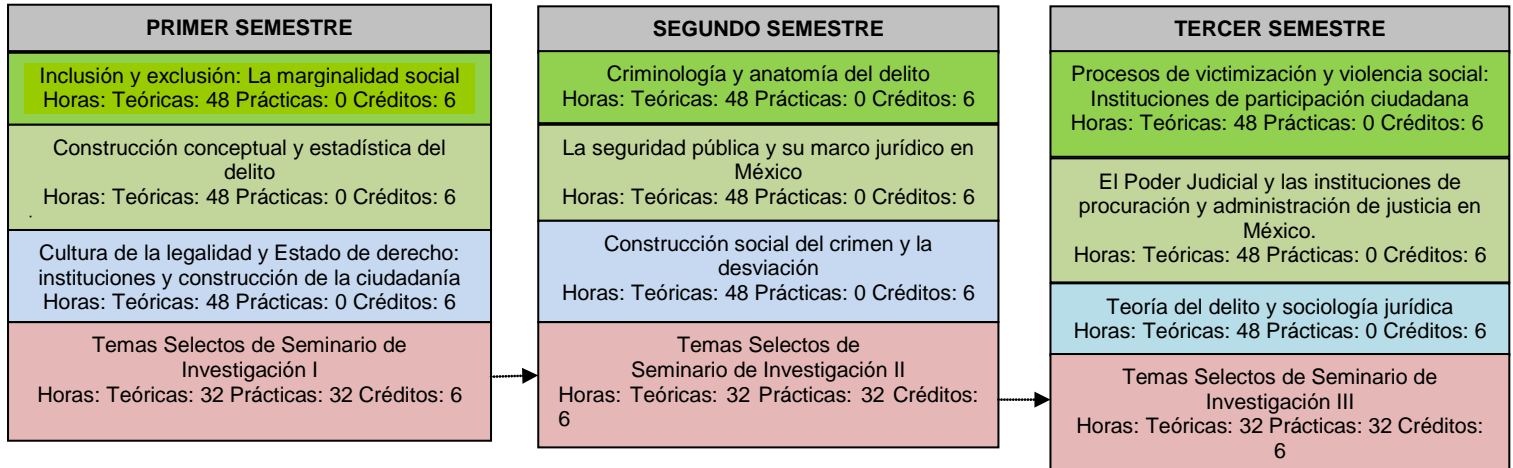 PRIMER SEMESTRE
Inclusión y exclusión: La marginalidad social
Horas: Teóricas: 48 Prácticas: 0 Créditos: 6
Construcción conceptual y estadística del
delito
Horas: Teóricas: 48 Prácticas: 0 Créditos: 6
.
Cultura de la legalidad y Estado de derecho:
instituciones y construcción de la ciudadanía
Horas: Teóricas: 48 Prácticas: 0 Créditos: 6
Temas Selectos de Seminario de
Investigación I
Horas: Teóricas: 32 Prácticas: 32 Créditos: 6
SEGUNDO SEMESTRE
Criminología y anatomía del delito
Horas: Teóricas: 48 Prácticas: 0 Créditos: 6
La seguridad pública y su marco jurídico en
México
Horas: Teóricas: 48 Prácticas: 0 Créditos: 6
Construcción social del crimen y la
desviación
Horas: Teóricas: 48 Prácticas: 0 Créditos: 6
Temas Selectos de
Seminario de Investigación II
Horas: Teóricas: 32 Prácticas: 32 Créditos:
6
TERCER SEMESTRE
Procesos de victimización y violencia social:
Instituciones de participación ciudadana
Horas: Teóricas: 48 Prácticas: 0 Créditos: 6
El Poder Judicial y las instituciones de
procuración y administración de justicia en
México.
Horas: Teóricas: 48 Prácticas: 0 Créditos: 6
Teoría del delito y sociología jurídica
Horas: Teóricas: 48 Prácticas: 0 Créditos: 6
Temas Selectos de Seminario de
Investigación III
Horas: Teóricas: 32 Prácticas: 32 Créditos:
6